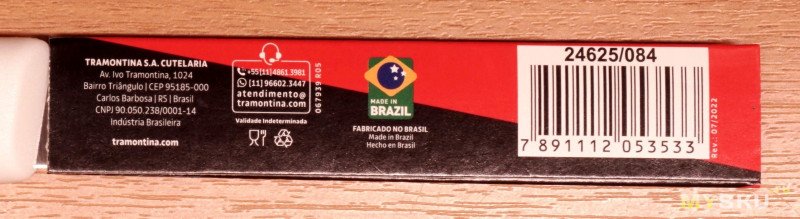 TRAMONTINA S.A. CUTELARIA
Av. Ivo Tramontina, 1024
Bairro Triângulo | CEP 95185-000
Carlos Barbosa | RS | Brasil
CNPJ 90.050.238/0001-14
Indústria Brasileira
tramontina.com
+55(11)4861.3981
(11) 96602.3447
atendimento@
tramontina.com
Validade Indeterminada
067939 R05
MADE IN
BRAZIL
FABRICADO NO BRASIL
Made in Brazil
Hecho en Brasil
24625/084
7 891112 053533
Rev.: 07/2022
MYSKU.ru